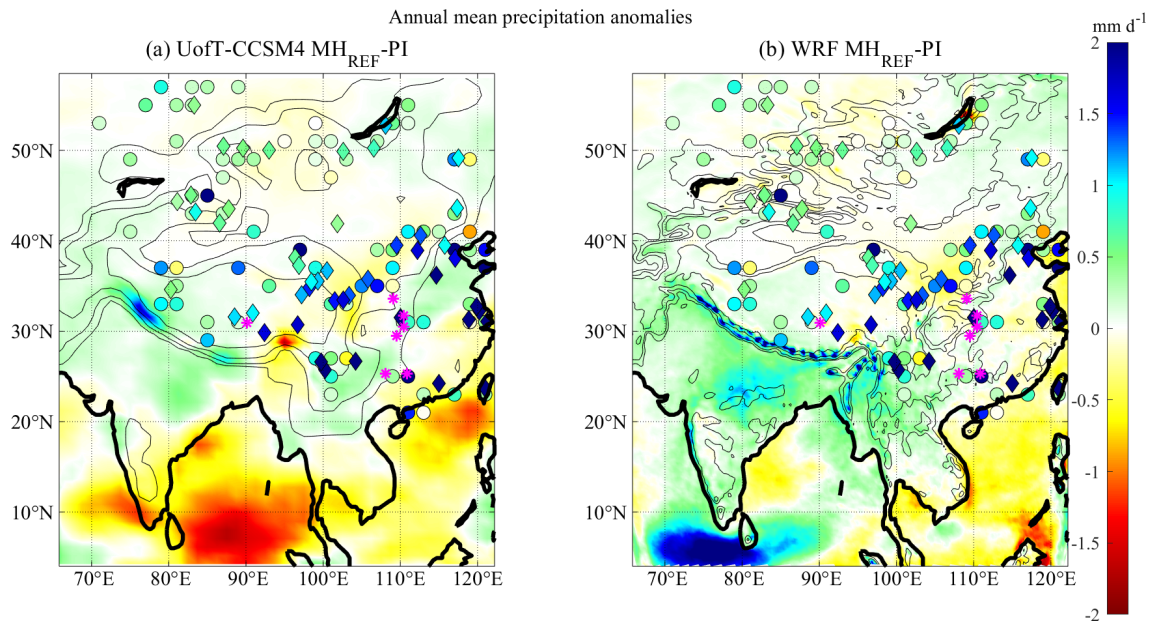 Annual mean precipitation anomalies
mm d-1
(a) UofT-CCSM4 MHREF-PI
(b) WRF MHREF-PI
50°N
40°N
30°N
20°N
10°N
70°E 80°E 90°E 100°E 110°E 120°E
50°N
40°N
30°N
20°N
10°N
70°E 80°E 90°E 100°E 110°E 120°E
2
1.5
1
0.5
0
-0.5
-1
-1.5
-2